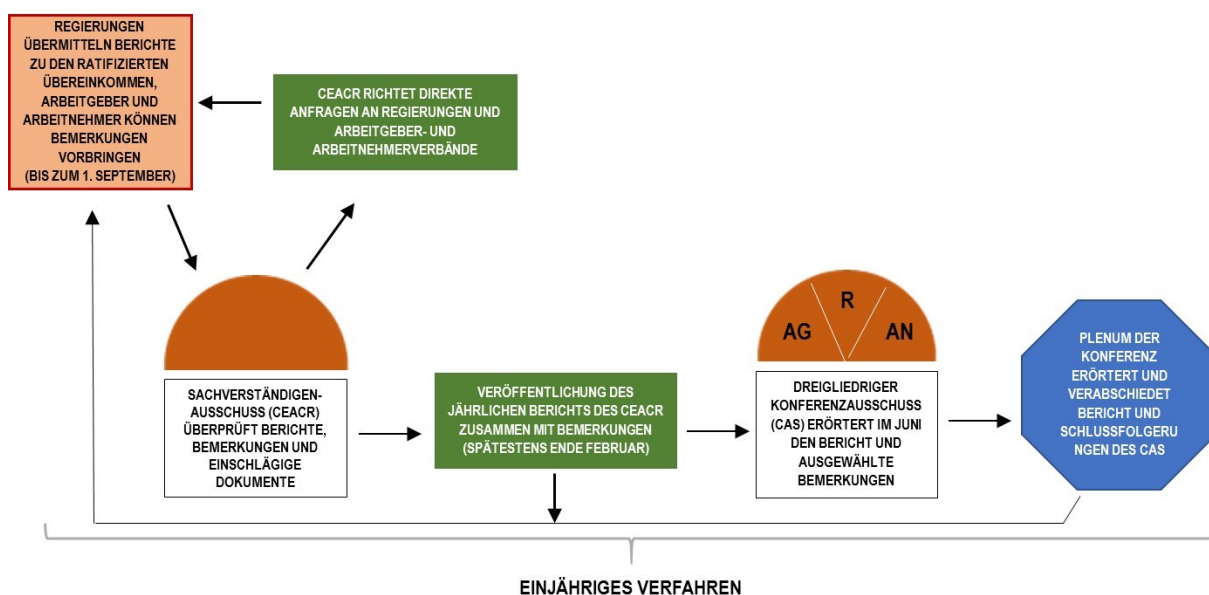 REGIERUNGEN
ÜBERMITTELN BERICHTE
ZU DEN RATIFIZIERTEN
ÜBEREINKOMMEN,
ARBEITGEBER UND
ARBEITNEHMER KÖNNEN
BEMERKUNGEN
VORBRINGEN
(BIS ZUM 1. SEPTEMBER)
CEACR RICHTET DIREKTE
ANFRAGEN AN REGIERUNGEN UND
ARBEITGEBER- UND
ARBEITNEHMERVERBÄNDE
SACHVERSTÄNDIGEN-
AUSSCHUSS (CEACR)
ÜBERPRÜFT BERICHTE,
BEMERKUNGEN UND
EINSCHLÄGIGE
DOKUMENTE
VERÖFFENTLICHUNG DES
JÄHRLICHEN BERICHTS DES CEACR
ZUSAMMEN MIT BEMERKUNGEN
(SPÄTESTENS ENDE FEBRUAR)
AG
R
AN
DREIGLIEDRIGER
KONFERENZAUSSCHUSS
(CAS) ERÖRTERT IM JUNI
DEN BERICHT UND
AUSGEWÄHLTE
BEMERKUNGEN
PLENUM DER
KONFERENZ
ERÖRTERT UND
VERABSCHIEDET
BERICHT UND
SCHLUSSFOLGERU
NGEN DES CAS
EINJÄHRIGES VERFAHREN